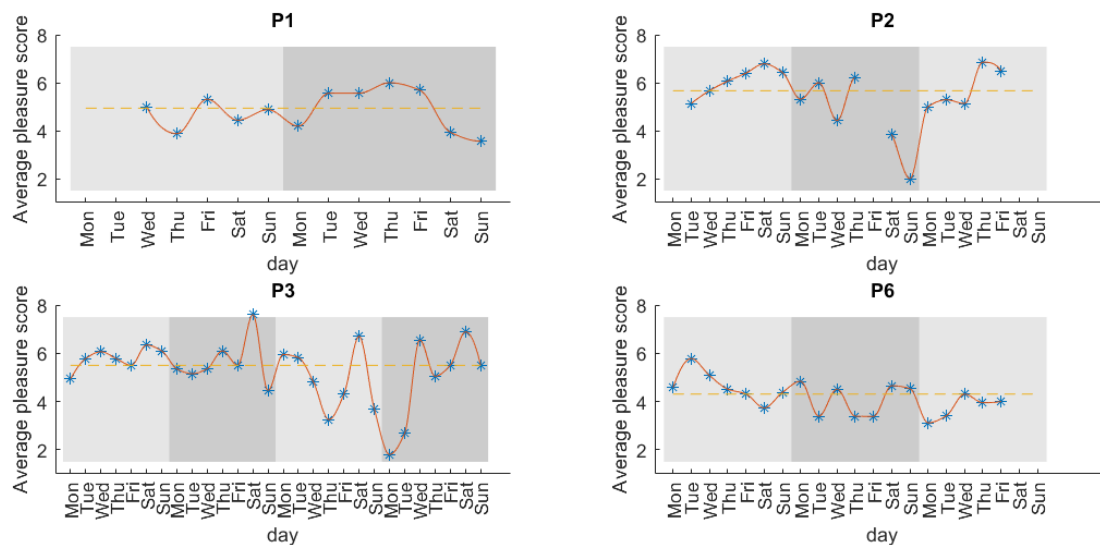 P1
Average pleasure score
8
6
4
2
Mon
Tue
Wed
Thu
Fri
Sat
Sun
Mon
Tue
Wed
Thu
Fri
Sat
Sun
day
P2
Average pleasure score
8
6
4
2
Mon
Tue
Wed
Thu
Fri
Sat
Sun
Mon
Tue
Wed
Thu
Fri
Sat
Sun
Mon
Tue
Wed
Thu
Fri
Sat
Sun
day
P3
Average pleasure score
8
6
4
2
Mon
Tue
Wed
Thu
Fri
Sat
Sun
Mon
Tue
Wed
Thu
Fri
Sat
Sun
Mon
Tue
Wed
Thu
Fri
Sat
Sun
Mon
Tue
Wed
Thu
Fri
Sat
Sun
day
P6
Average pleasure score
8
6
4
2
Mon
Tue
Wed
Thu
Fri
Sat
Sun
Mon
Tue
Wed
Thu
Fri
Sat
Sun
Mon
Tue
Wed
Thu
Fri
Sat
Sun
day